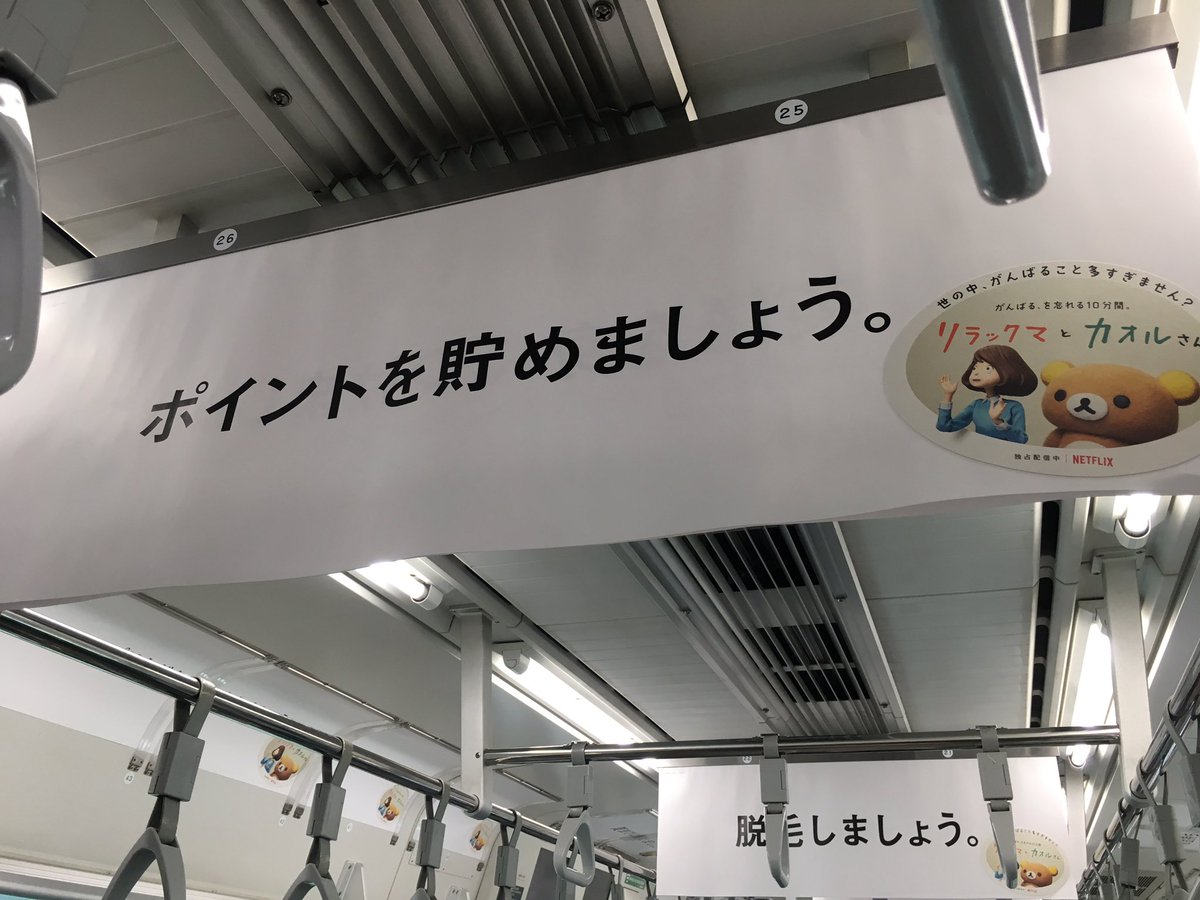 25
26
ポイントを貯めましょう。
世の中、がんばること多すぎません?
がんばる、を忘れる10分間。
リラックマとカオルさん
独占配信中 | NETFLIX
脱毛しましょう。